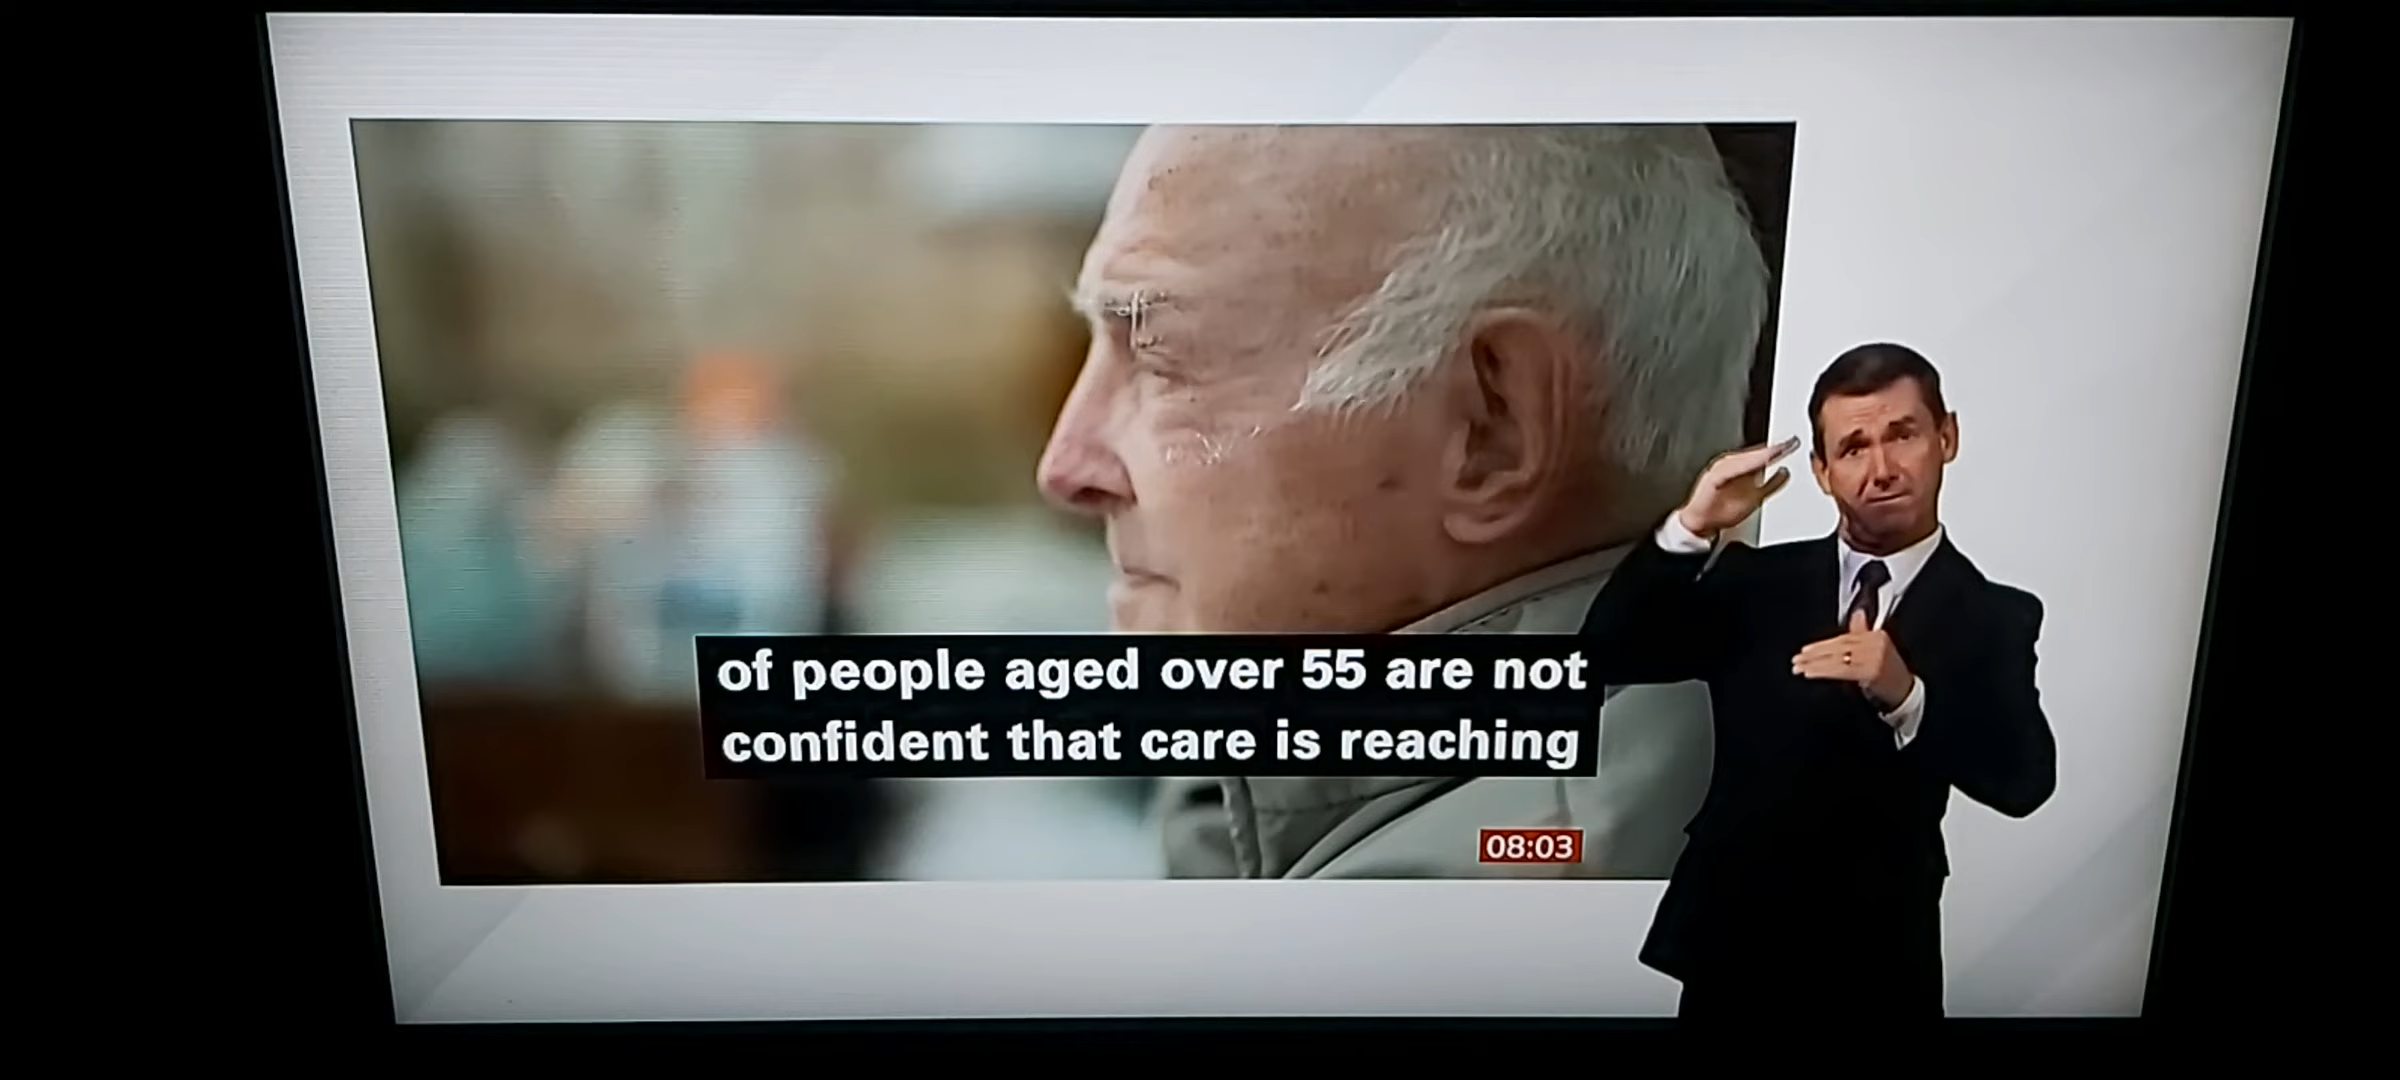 of people aged over 55 are not
confident that care is reaching
08:03